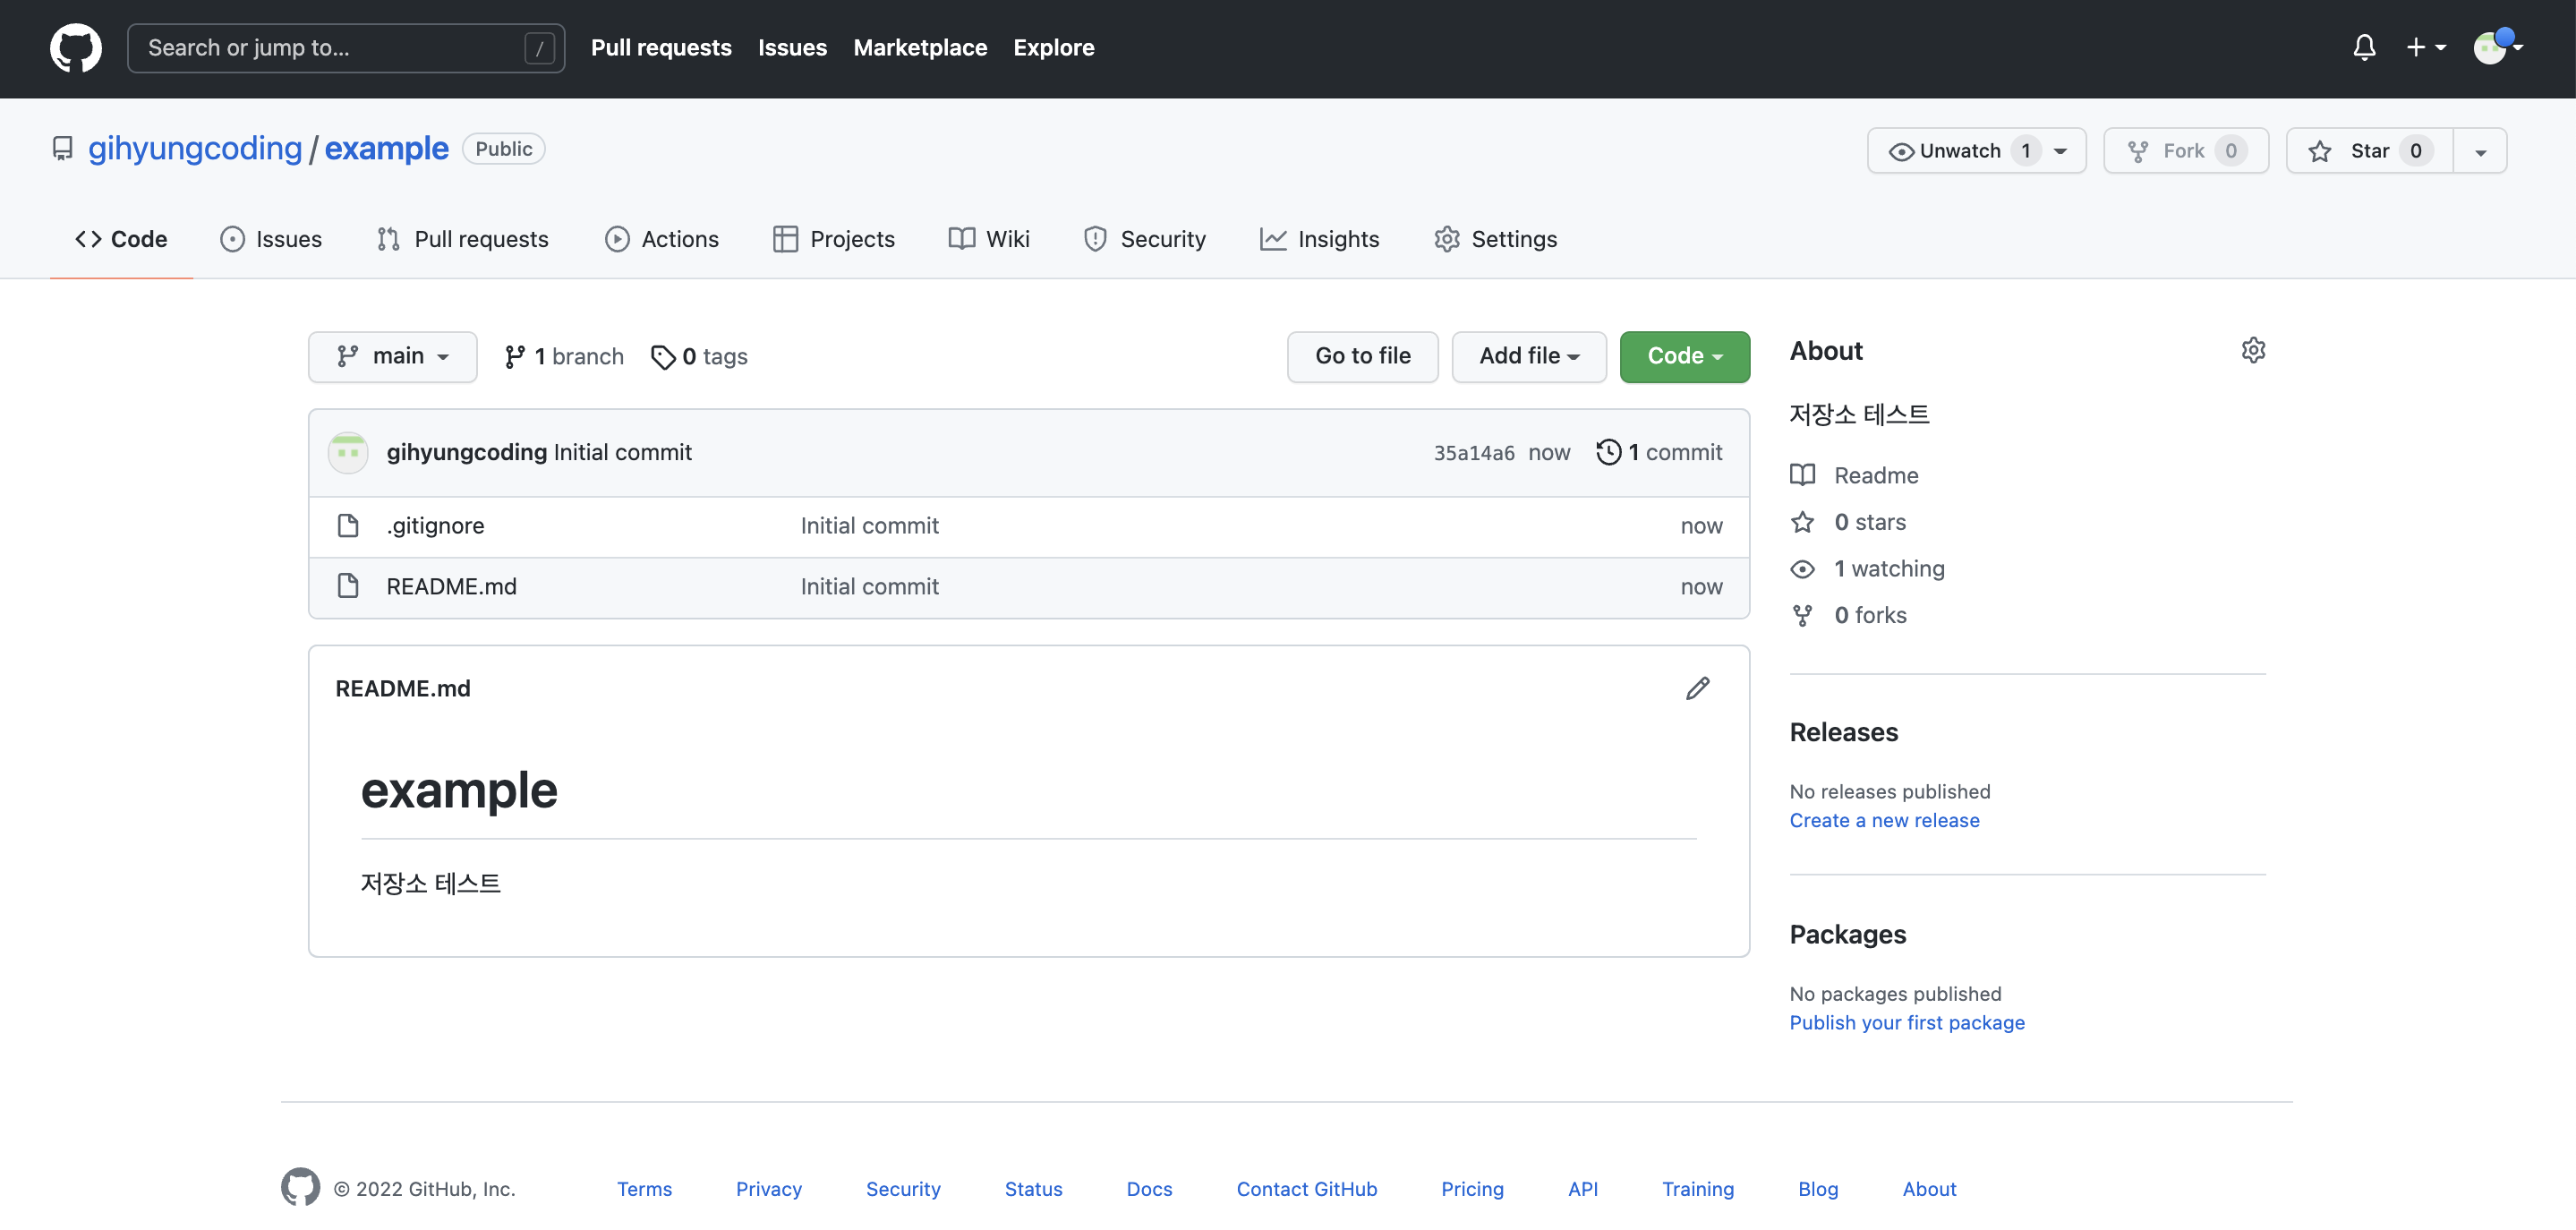 Search or jump to... /
Pull requests Issues Marketplace Explore
gihyungcoding / example Public
Unwatch 1 Fork 0 Star 0
Code Issues Pull requests Actions Projects Wiki Security Insights Settings
main 1 branch 0 tags Go to file Add file Code
gihyungcoding Initial commit 35a14a6 now 1 commit
.gitignore Initial commit now
README.md Initial commit now
README.md
example
저장소 테스트
About
저장소 테스트
Readme
0 stars
1 watching
0 forks
Releases
No releases published
Create a new release
Packages
No packages published
Publish your first package
© 2022 GitHub, Inc. Terms Privacy Security Status Docs Contact GitHub Pricing API Training Blog About